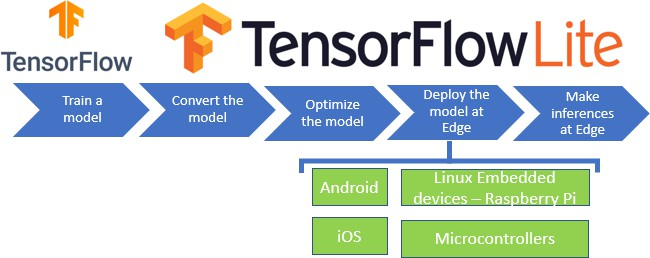 TensorFlow
TensorFlow Lite
Train a
model
Convert the
model
Optimize
the model
Deploy the
model at
Edge
Make
inferences
at Edge
Android
Linux Embedded
devices – Raspberry Pi
iOS
Microcontrollers